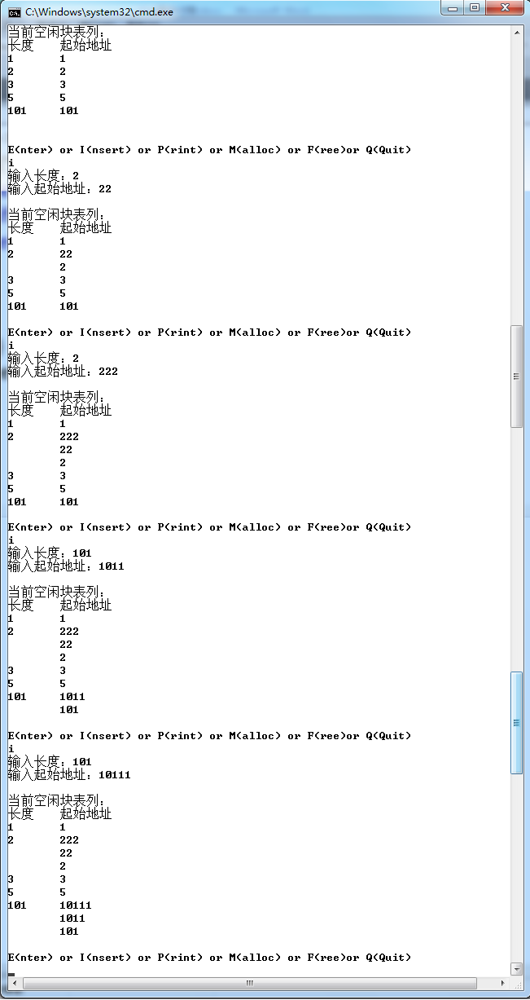 C:\Windows\system32\cmd.exe
当前空闲块表列：
长度 起始地址
1 1
2 2
3 3
5 5
101 101
E(nter) or I(nsert) or P(rint) or M(alloc) or F(ree)or Q(Quit)
i
输入长度：2
输入起始地址：22
当前空闲块表列：
长度 起始地址
1 1
2 22
2
3 3
5 5
101 101
E(nter) or I(nsert) or P(rint) or M(alloc) or F(ree)or Q(Quit)
i
输入长度：2
输入起始地址：222
当前空闲块表列：
长度 起始地址
1 1
2 222
22
2
3 3
5 5
101 101
E(nter) or I(nsert) or P(rint) or M(alloc) or F(ree)or Q(Quit)
i
输入长度：101
输入起始地址：1011
当前空闲块表列：
长度 起始地址
1 1
2 222
22
2
3 3
5 5
101 1011
101
E(nter) or I(nsert) or P(rint) or M(alloc) or F(ree)or Q(Quit)
i
输入长度：101
输入起始地址：10111
当前空闲块表列：
长度 起始地址
1 1
2 222
22
2
3 3
5 5
101 10111
1011
101
E(nter) or I(nsert) or P(rint) or M(alloc) or F(ree)or Q(Quit)